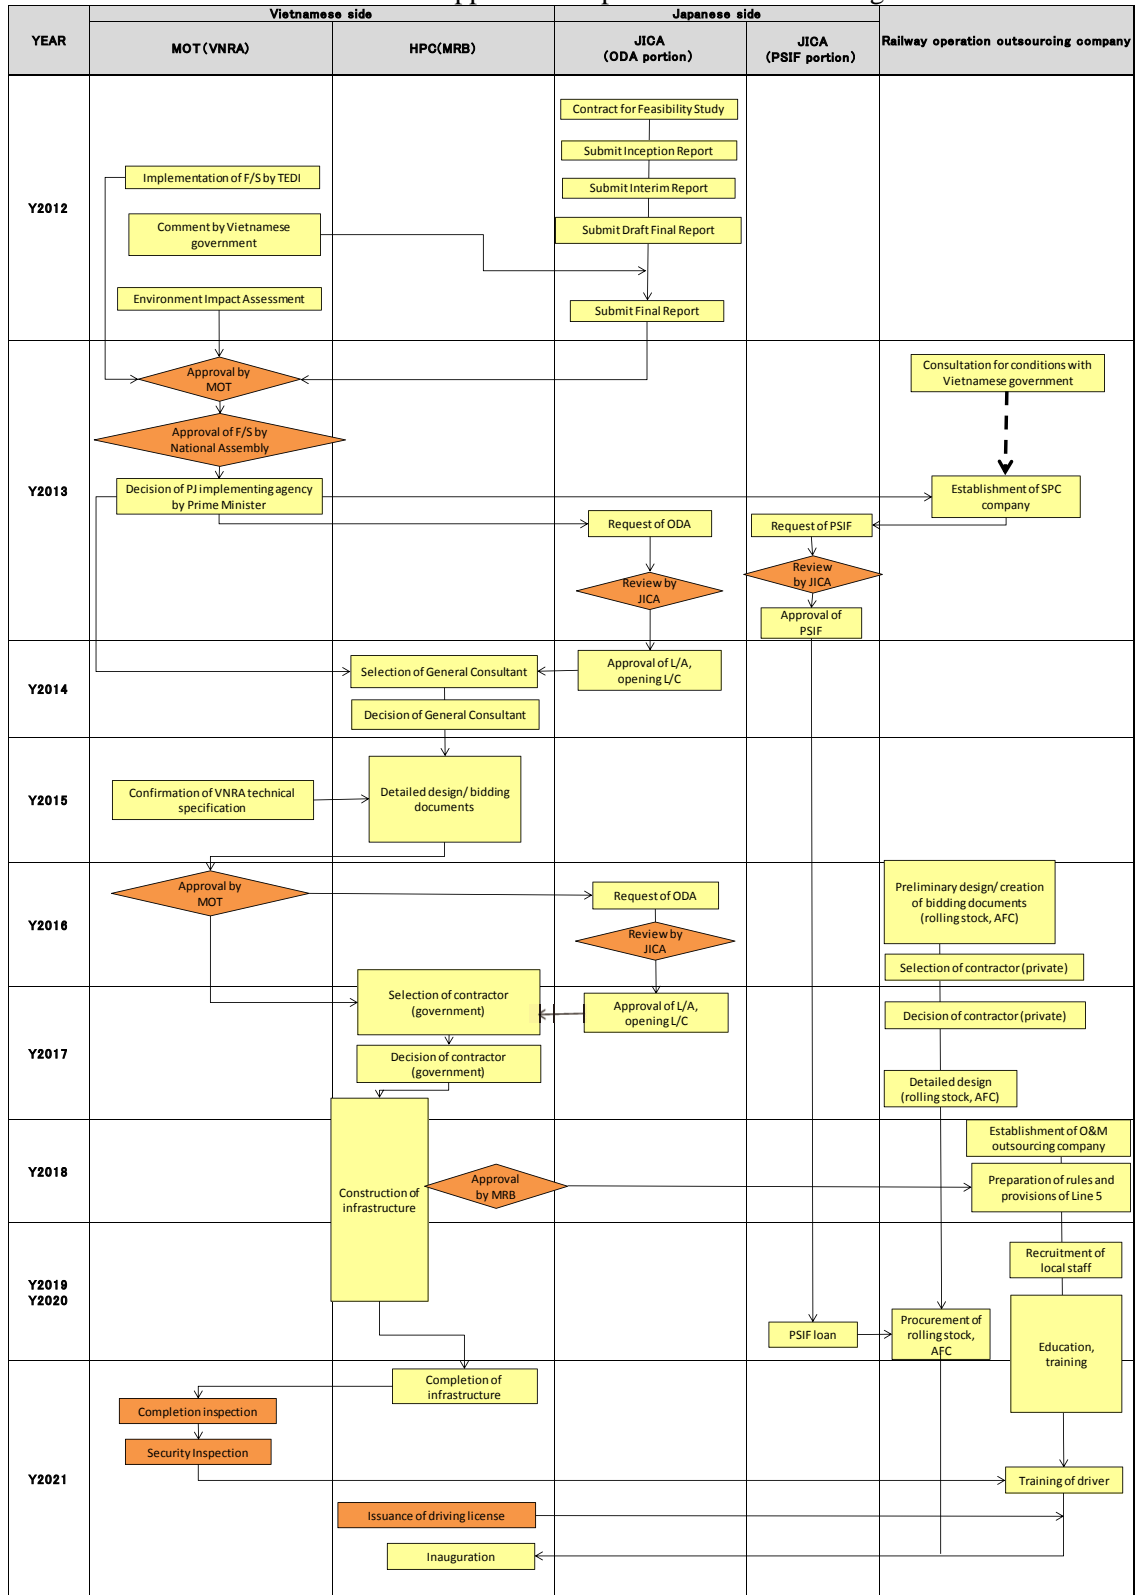 Vietnamese side
Japanese side
YEAR
MOT(VNRA)
HPC(MRB)
JICA
(ODA portion)
JICA
(PSIF portion)
Railway operation outsourcing company
Y2012
Contract for Feasibility Study
Submit Inception Report
Implementation of F/S by TEDI
Submit Interim Report
Comment by Vietnamese
government
Submit Draft Final Report
Environment Impact Assessment
Submit Final Report
Y2013
Approval by
MOT
Consultation for conditions with
Vietnamese government
Approval of F/S by
National Assembly
Decision of PJ implementing agency
by Prime Minister
Establishment of SPC
company
Request of ODA
Request of PSIF
Review by
JICA
Review
by JICA
Approval of
PSIF
Y2014
Selection of General Consultant
Approval of L/A,
opening L/C
Decision of General Consultant
Y2015
Confirmation of VNRA technical
specification
Detailed design/ bidding
documents
Y2016
Approval by
MOT
Request of ODA
Preliminary design/ creation
of bidding documents
(rolling stock, AFC)
Review by
JICA
Selection of contractor (private)
Y2017
Selection of contractor
(government)
Approval of L/A,
opening L/C
Decision of contractor (private)
Decision of contractor
(government)
Detailed design
(rolling stock, AFC)
Y2018
Establishment of O&M
outsourcing company
Construction of
infrastructure
Approval
by MRB
Preparation of rules and
provisions of Line 5
Y2019
Y2020
Recruitment of
local staff
PSIF loan
Procurement of
rolling stock,
AFC
Education,
training
Y2021
Completion of
infrastructure
Completion inspection
Security Inspection
Training of driver
Issuance of driving license
Inauguration